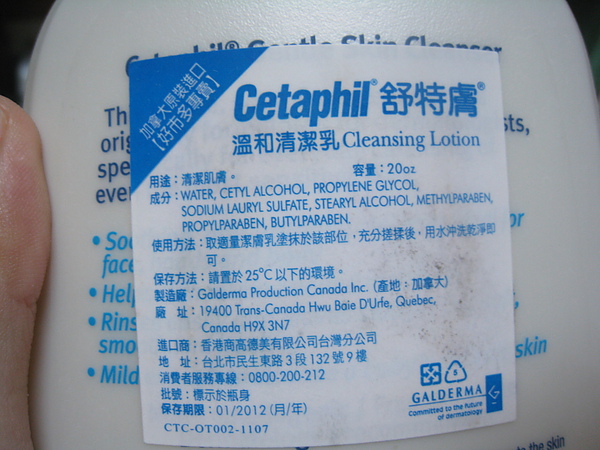 Cetaphil® Gentle Skin Cleanser
加拿大原裝進口
【好市多專賣】
Cetaphil® 舒特膚®
溫和清潔乳 Cleansing Lotion
用途：清潔肌膚。 容量：20oz
成分：WATER, CETYL ALCOHOL, PROPYLENE GLYCOL,
SODIUM LAURYL SULFATE, STEARYL ALCOHOL, METHYLPARABEN,
PROPYLPARABEN, BUTYLPARABEN.
使用方法：取適量潔膚乳塗抹於該部位，充分搓揉後，用水沖洗乾淨即
可。
保存方法：請置於25°C以下的環境。
製造廠：Galderma Production Canada Inc. (產地：加拿大)
廠 址：19400 Trans-Canada Hwu Baie D'Urfe, Quebec,
Canada H9X 3N7
進口商：香港商高德美有限公司台灣分公司
地 址：台北市民生東路3段132號9樓
消費者服務專線：0800-200-212
批號：標示於瓶身
保存期限：01/2012 (月/年)
CTC-OT002-1107
GALDERMA
Committed to the future
of dermatology
• Help
• Rins
• Mild
skin
to the skin